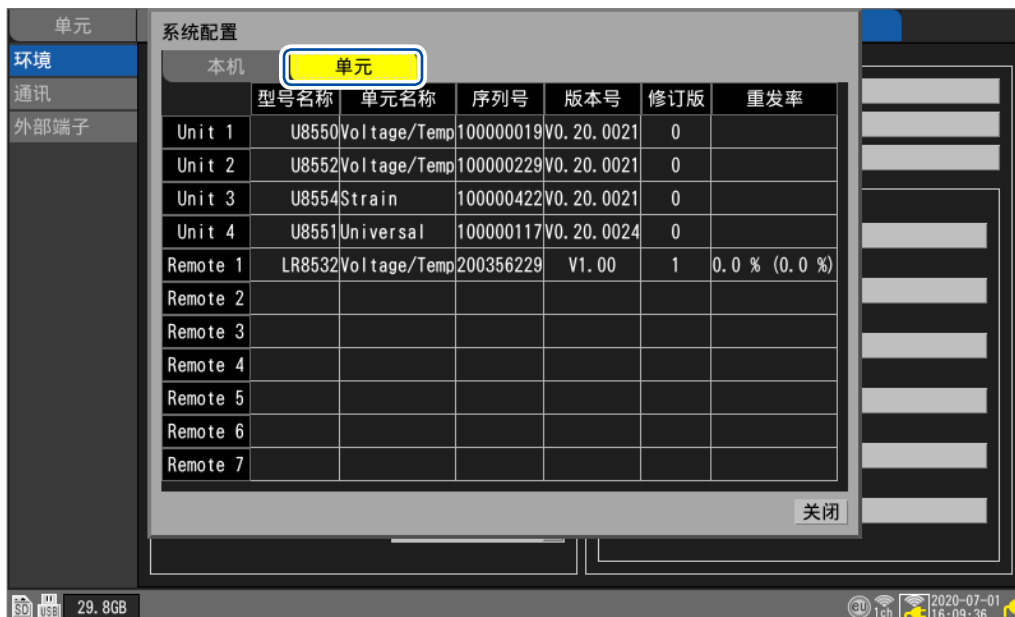 单元
系统配置
环境
本机 单元
通讯
型号名称 单元名称 序列号 版本号 修订版 重发率
外部端子
Unit 1 U8550 Voltage/Temp 100000019 V0.20.0021 0
Unit 2 U8552 Voltage/Temp 100000229 V0.20.0021 0
Unit 3 U8554 Strain 100000422 V0.20.0021 0
Unit 4 U8551 Universal 100000117 V0.20.0024 0
Remote 1 LR8532 Voltage/Temp 200356229 V1.00 1 0.0 % (0.0 %)
Remote 2
Remote 3
Remote 4
Remote 5
Remote 6
Remote 7
关闭
SD USB 29.8GB EU 1ch 2020-07-01
16:09:36